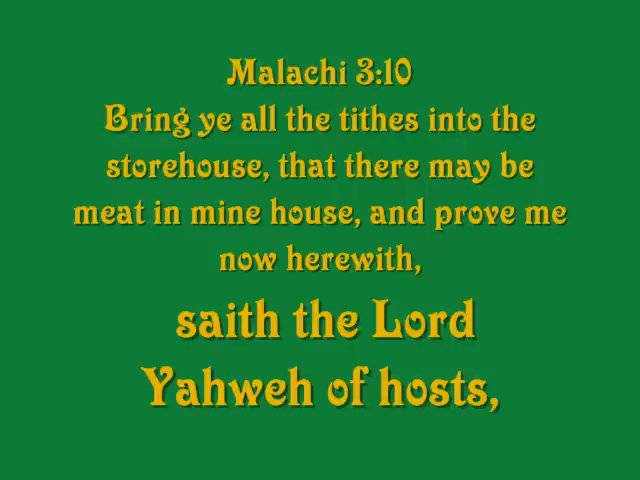 Malachi 3:10
Bring ye all the tithes into the
storehouse, that there may be
meat in mine house, and prove me
now herewith,
saith the Lord
Yahweh of hosts,